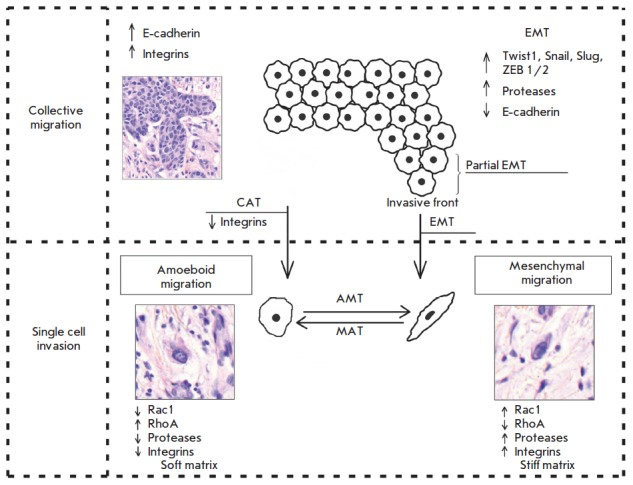 ↑ E-cadherin
↑ Integrins
EMT
↑ Twist1, Snail, Slug,
ZEB 1/2
↑ Proteases
↓ E-cadherin
Collective
migration
Partial EMT
Invasive front
CAT
↓ Integrins
EMT
Single cell
invasion
Amoeboid
migration
AMT
MAT
Mesenchymal
migration
↓ Rac1
↑ RhoA
↓ Proteases
↓ Integrins
Soft matrix
↑ Rac1
↓ RhoA
↑ Proteases
↑ Integrins
Stiff matrix